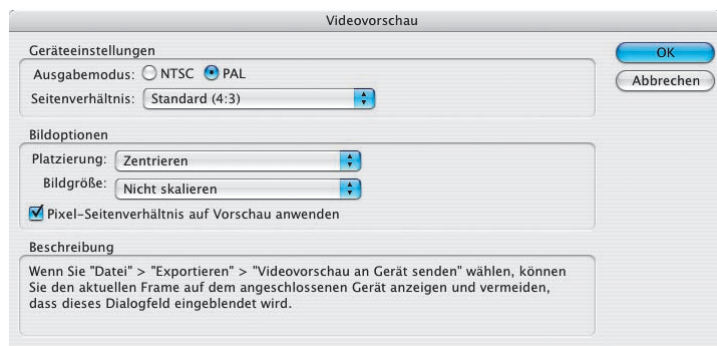 Videovorschau
Geräteeinstellungen
Ausgabemodus: NTSC PAL
Seitenverhältnis: Standard (4:3)
OK
Abbrechen
Bildoptionen
Platzierung: Zentrieren
Bildgröße: Nicht skalieren
Pixel-Seitenverhältnis auf Vorschau anwenden
Beschreibung
Wenn Sie "Datei" > "Exportieren" > "Videovorschau an Gerät senden" wählen, können
Sie den aktuellen Frame auf dem angeschlossenen Gerät anzeigen und vermeiden,
dass dieses Dialogfeld eingeblendet wird.